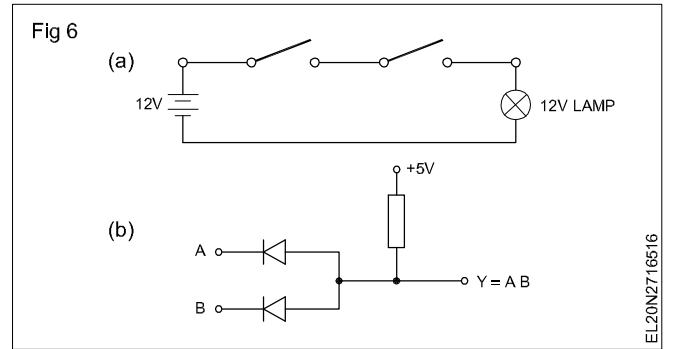 Fig 6
(a)
12V
12V LAMP
+5V
(b)
A
B
Y = A B
EL20N2716516